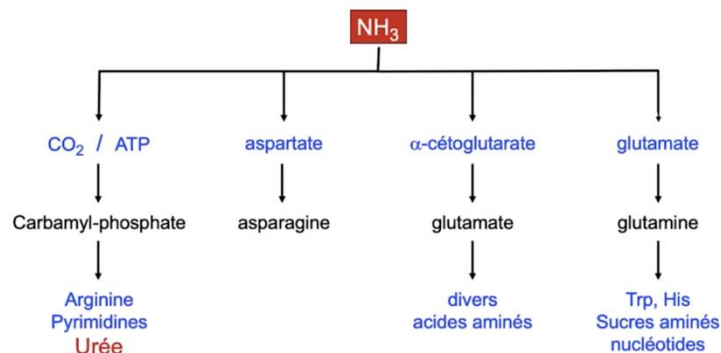 NH₃
CO₂ / ATP
aspartate
α-cétoglutarate
glutamate
Carbamyl-phosphate
asparagine
glutamate
glutamine
Arginine
Pyrimidines
Urée
divers
acides aminés
Trp, His
Sucres aminés
nucléotides